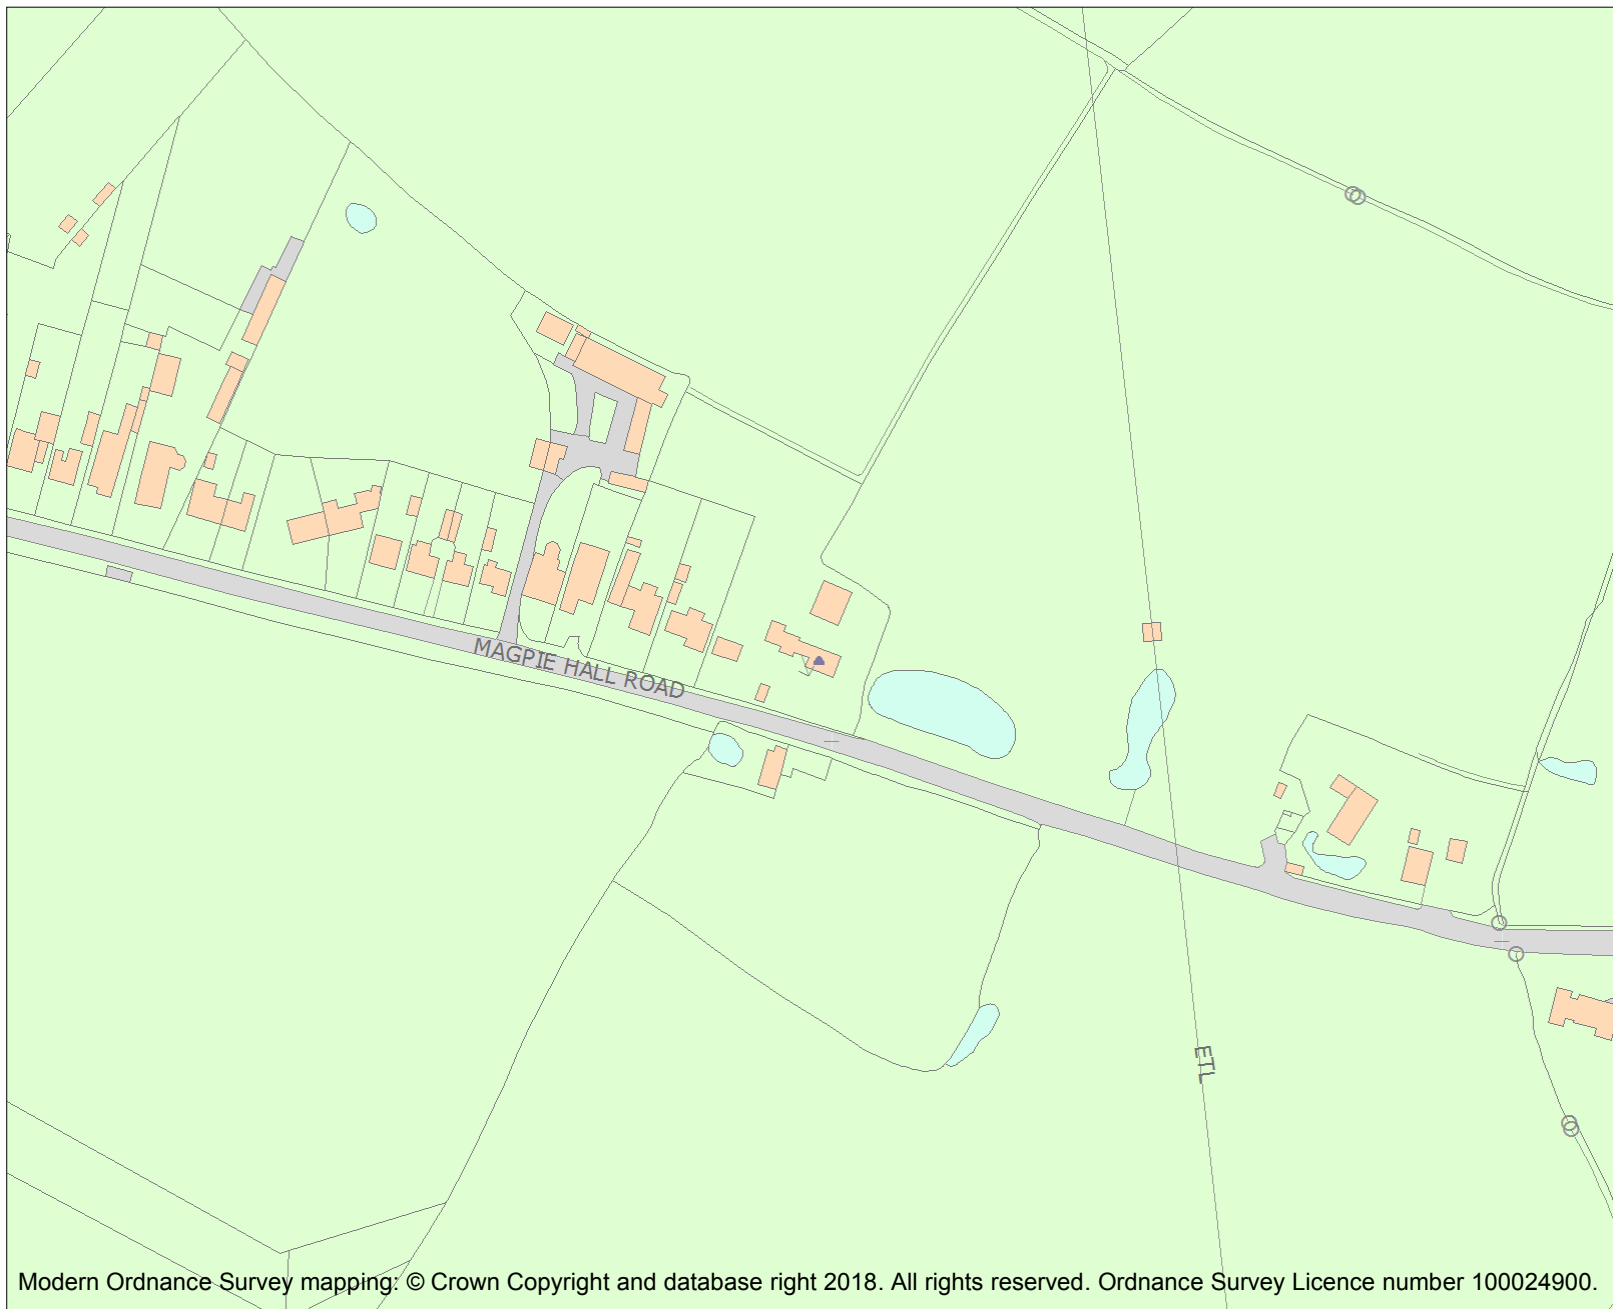 MAGPIE HALL ROAD
ETL
Modern Ordnance Survey mapping: © Crown Copyright and database right 2018. All rights reserved. Ordnance Survey Licence number 100024900.